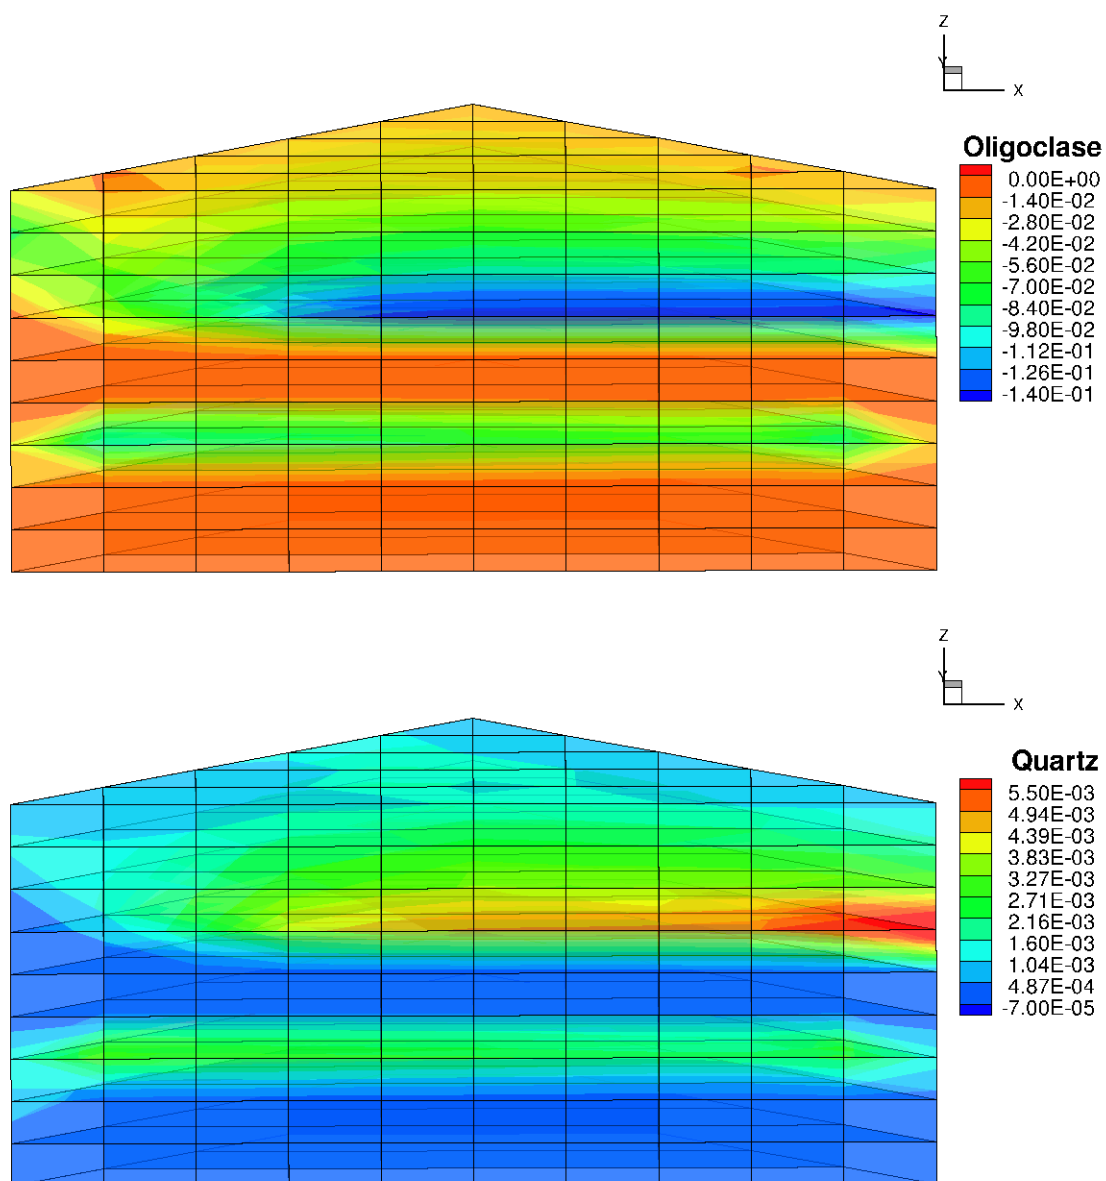 Z
Y
X
Oligoclase
0.00E+00
-1.40E-02
-2.80E-02
-4.20E-02
-5.60E-02
-7.00E-02
-8.40E-02
-9.80E-02
-1.12E-01
-1.26E-01
-1.40E-01
Z
Y
X
Quartz
5.50E-03
4.94E-03
4.39E-03
3.83E-03
3.27E-03
2.71E-03
2.16E-03
1.60E-03
1.04E-03
4.87E-04
-7.00E-05